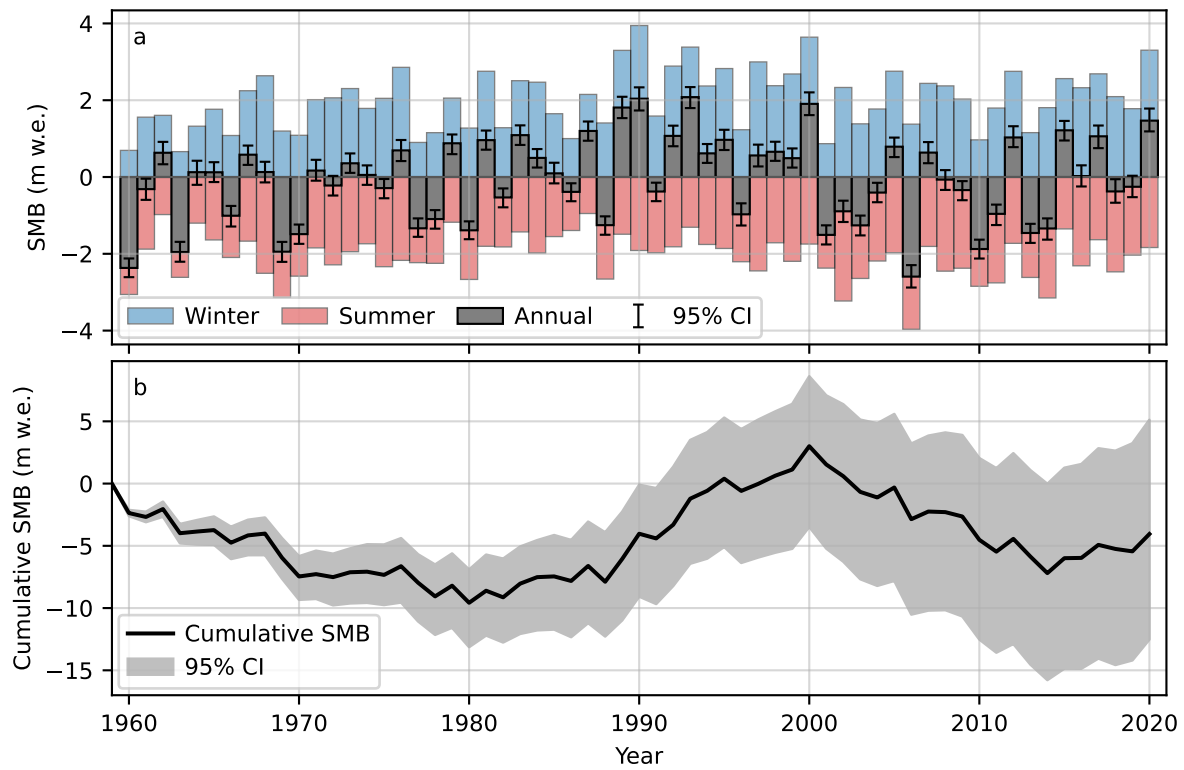 a
4
2
0
−2
−4
SMB (m w.e.)
Winter Summer Annual 95% CI
b
5
0
−5
−10
−15
Cumulative SMB (m w.e.)
Cumulative SMB
95% CI
1960 1970 1980 1990 2000 2010 2020
Year